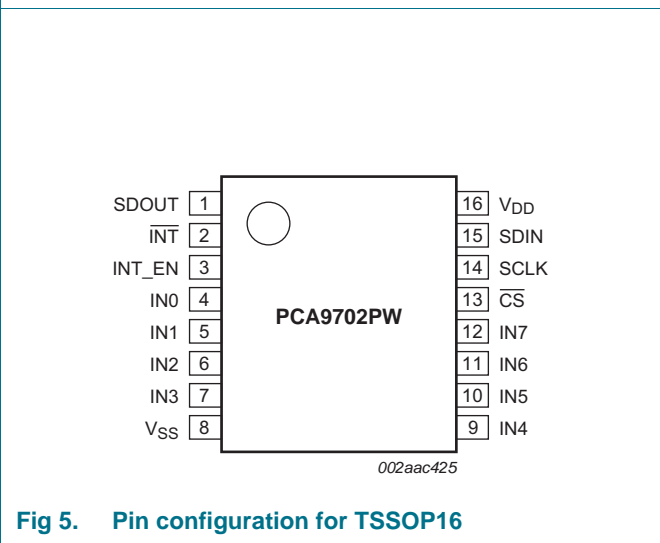 SDOUT 1 16 VDD
INT 2 15 SDIN
INT_EN 3 14 SCLK
IN0 4 13 CS
IN1 5 12 IN7
PCA9702PW
IN2 6 11 IN6
IN3 7 10 IN5
VSS 8 9 IN4
002aac425
Fig 5. Pin configuration for TSSOP16